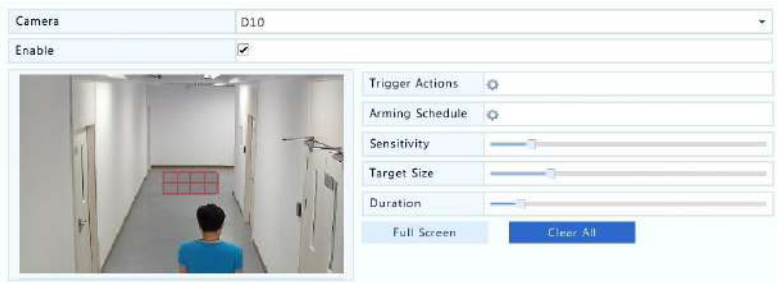 Camera D10
Enable
Trigger Actions
Arming Schedule
Sensitivity
Target Size
Duration
Full Screen Clear All